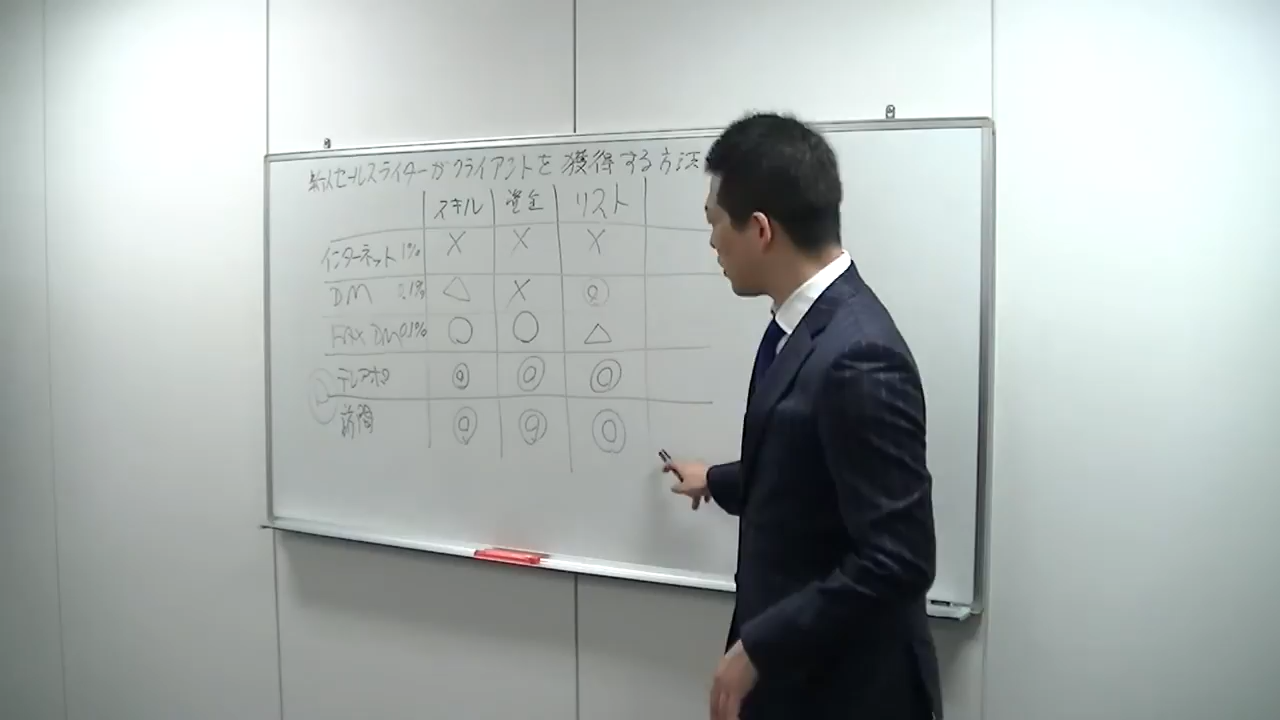 新人セールスライターがクライアントを獲得する方法
スキル 資金 リスト
インターネット 1% × × ×
DM 0.1% △ × ◎
FAX DM 0.1% ○ ○ △
テレアポ ◎ ◎ ◎
訪問 ◎ ◎ ◎